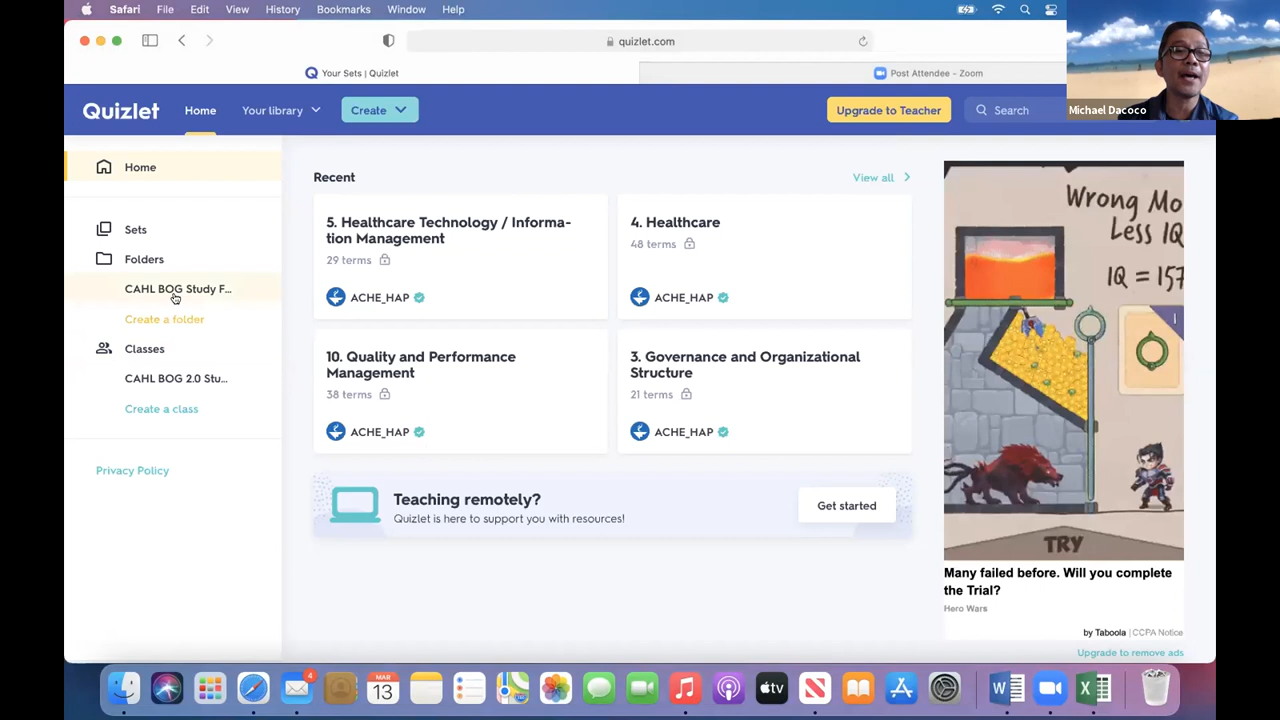 Safari File Edit View History Bookmarks Window Help
quizlet.com
Your Sets | Quizlet
Post Attendee - Zoom
Michael Dacoco
Quizlet Home Your library Create Upgrade to Teacher Search
Home
Sets
Folders
CAHL BOG Study F...
Create a folder
Classes
CAHL BOG 2.0 Stu...
Create a class
Privacy Policy
Recent
View all
5. Healthcare Technology / Informa-
tion Management
29 terms
ACHE_HAP
4. Healthcare
48 terms
ACHE_HAP
10. Quality and Performance
Management
38 terms
ACHE_HAP
3. Governance and Organizational
Structure
21 terms
ACHE_HAP
Teaching remotely?
Quizlet is here to support you with resources!
Get started
Wrong Mo
Less IQ
IQ = 157
TRY
Many failed before. Will you complete
the Trial?
Hero Wars
by Taboola | CCPA Notice
Upgrade to remove ads
4
MAR
13
tv
W
X